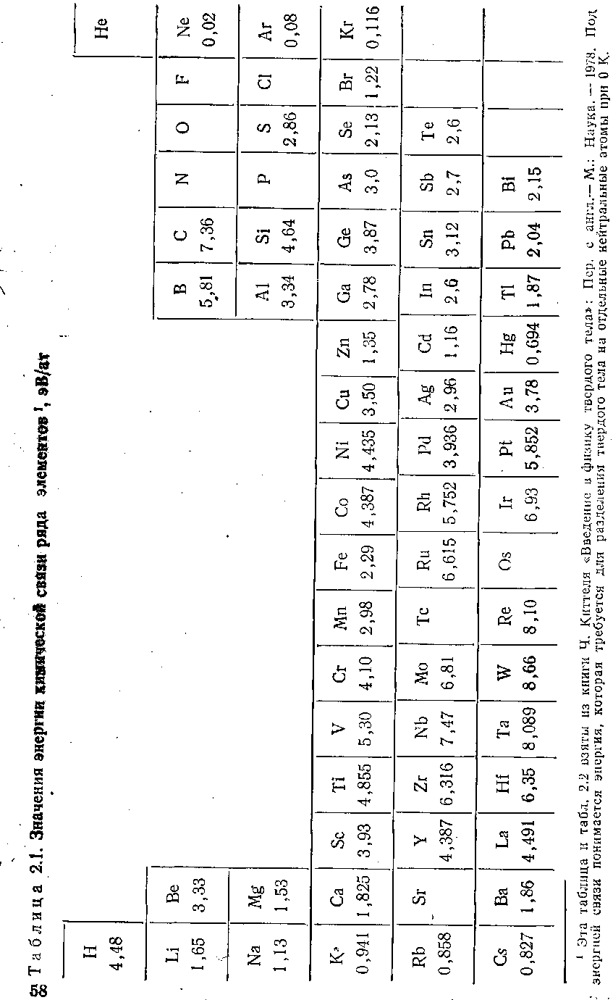 58 Таблица 2.1. Значения энергии химической связи ряда элементов ¹, эВ/ат
H He
4,48
Li Be B C N O F Ne
1,65 3,33 5,81 7,36 0,02
Na Mg Al Si P S Cl Ar
1,13 1,53 3,34 4,64 2,86 0,08
K Ca Sc Ti V Cr Mn Fe Co Ni Cu Zn Ga Ge As Se Br Kr
0,941 1,825 3,93 4,855 5,30 4,10 2,98 2,29 4,387 4,435 3,50 1,35 2,78 3,87 3,0 2,13 1,22 0,116
Rb Sr Y Zr Nb Mo Tc Ru Rh Pd Ag Cd In Sn Sb Te
0,858 4,387 6,316 7,47 6,81 6,615 5,752 3,936 2,96 1,16 2,6 3,12 2,7 2,6
Cs Ba La Hf Ta W Re Os Ir Pt Au Hg Tl Pb Bi
0,827 1,86 4,491 6,35 8,089 8,66 8,10 6,93 5,852 3,78 0,694 1,87 2,04 2,15
¹ Эта таблица и табл. 2.2 взяты из книги Ч. Киттеля «Введение в физику твердого тела»: Пер. с англ.— М.: Наука. — 1978. Под
энергией связи понимается энергия, которая требуется для разделения твердого тела на отдельные нейтральные атомы при 0 К.